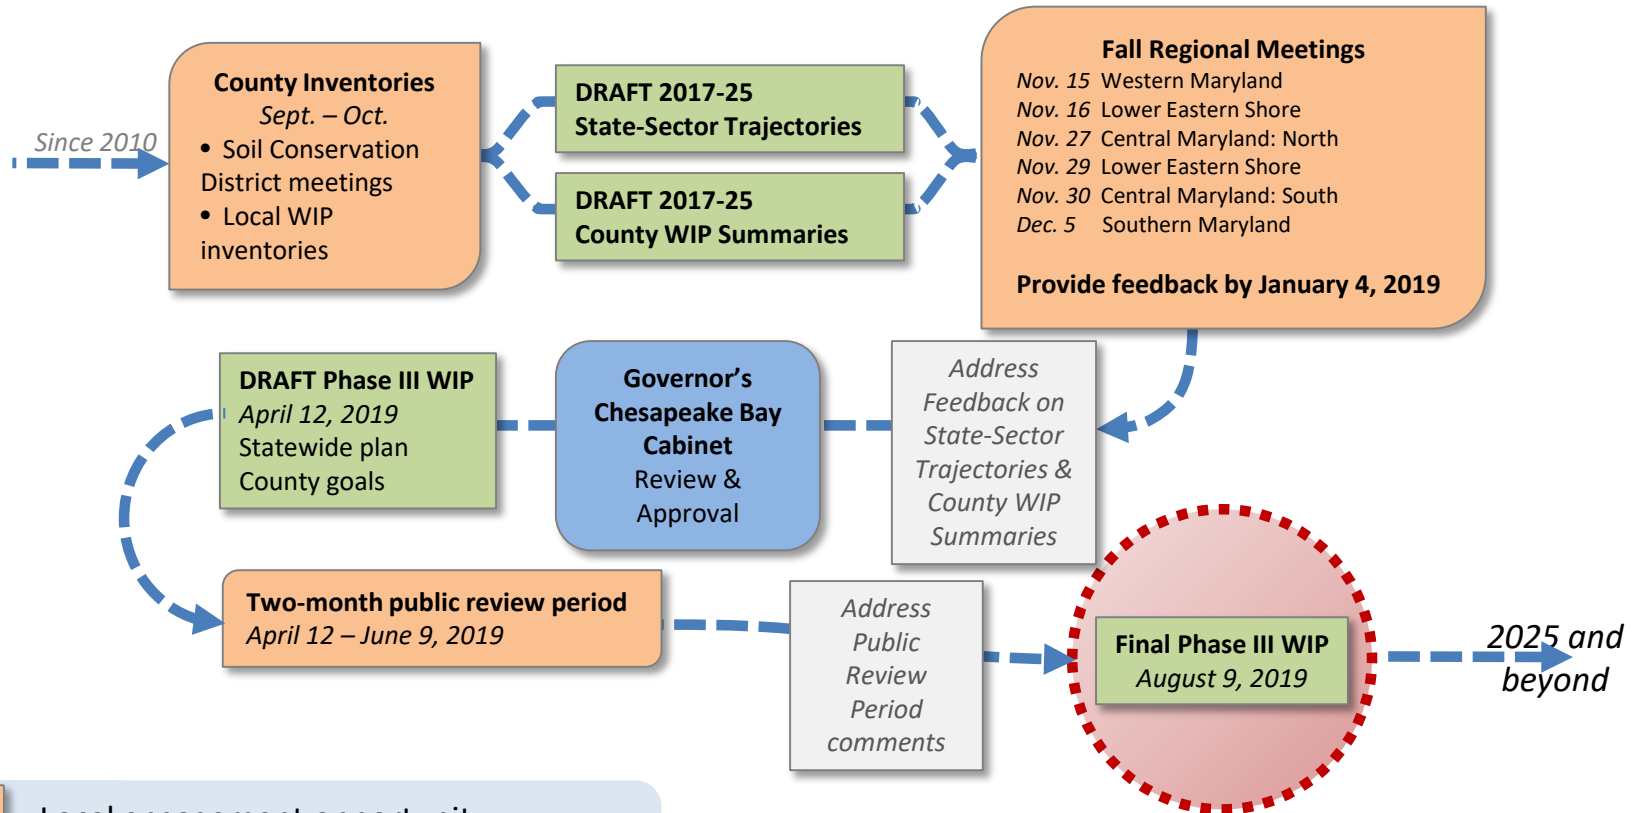 Since 2010
County Inventories
Sept. – Oct.
• Soil Conservation
District meetings
• Local WIP
inventories
DRAFT 2017-25
State-Sector Trajectories
DRAFT 2017-25
County WIP Summaries
Fall Regional Meetings
Nov. 15 Western Maryland
Nov. 16 Lower Eastern Shore
Nov. 27 Central Maryland: North
Nov. 29 Lower Eastern Shore
Nov. 30 Central Maryland: South
Dec. 5 Southern Maryland
Provide feedback by January 4, 2019
Address
Feedback on
State-Sector
Trajectories &
County WIP
Summaries
Governor's
Chesapeake Bay
Cabinet
Review &
Approval
DRAFT Phase III WIP
April 12, 2019
Statewide plan
County goals
Two-month public review period
April 12 – June 9, 2019
Address
Public
Review
Period
comments
Final Phase III WIP
August 9, 2019
2025 and
beyond